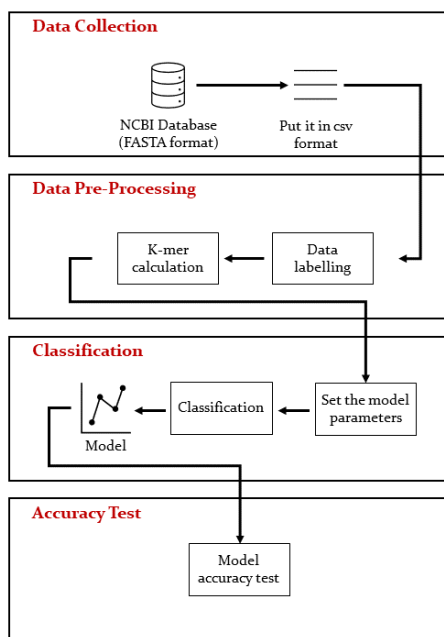 Data Collection
NCBI Database
(FASTA format)
Put it in csv
format
Data Pre-Processing
K-mer
calculation
Data
labelling
Classification
Model
Classification
Set the model
parameters
Accuracy Test
Model
accuracy test